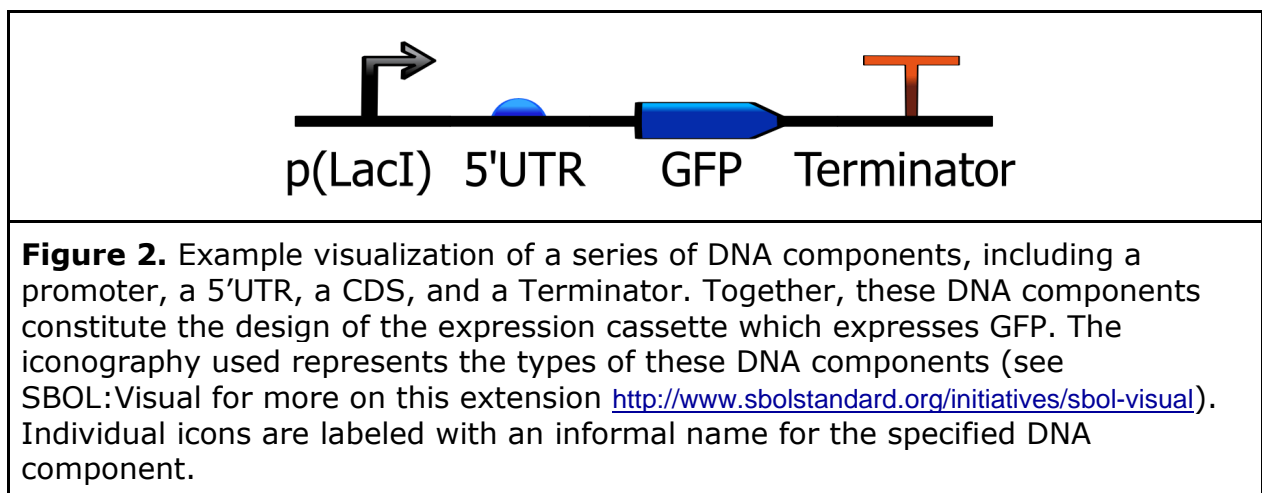 p(LacI) 5'UTR GFP Terminator
Figure 2. Example visualization of a series of DNA components, including a
promoter, a 5’UTR, a CDS, and a Terminator. Together, these DNA components
constitute the design of the expression cassette which expresses GFP. The
iconography used represents the types of these DNA components (see
SBOL:Visual for more on this extension http://www.sbolstandard.org/initiatives/sbol-visual).
Individual icons are labeled with an informal name for the specified DNA
component.